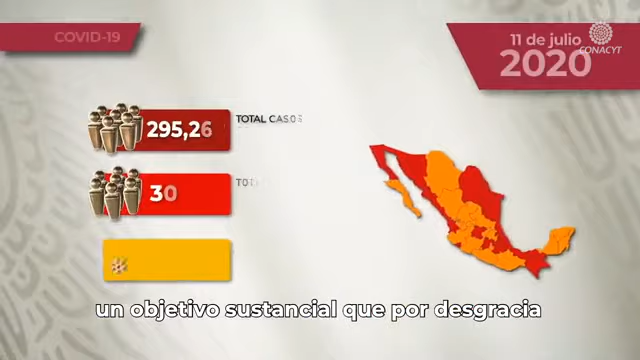 COVID-19
11 de julio
2020
CONACYT
295,26
TOTAL CASOS
30
un objetivo sustancial que por desgracia